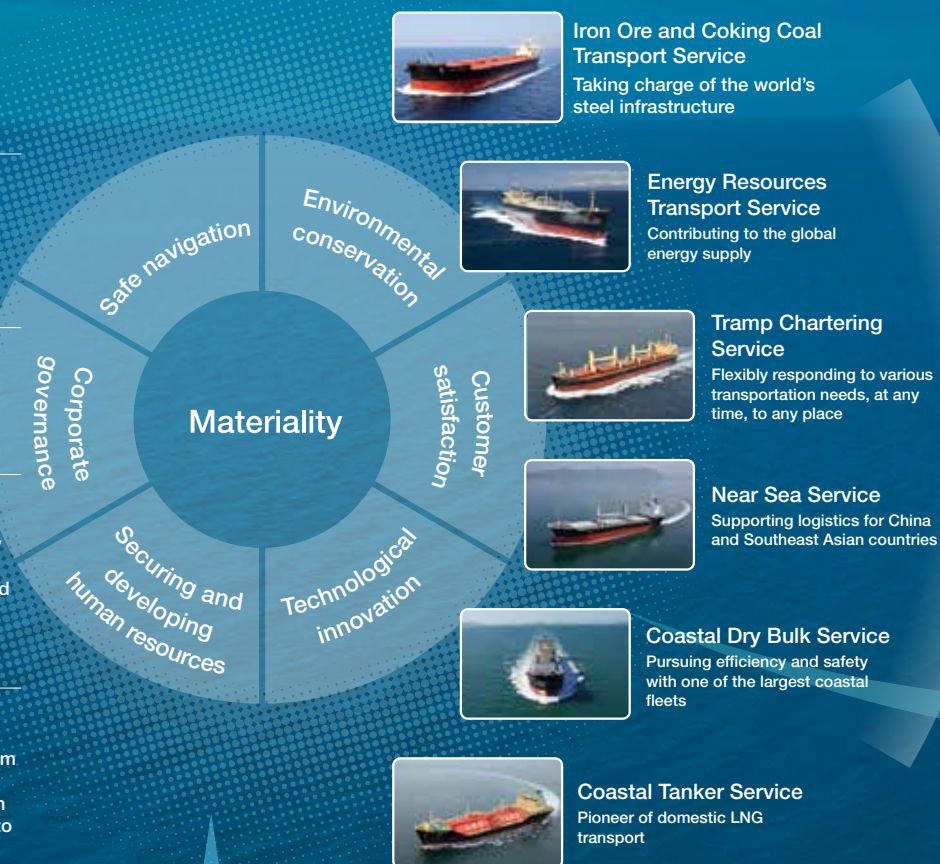 Iron Ore and Coking Coal
Transport Service
Taking charge of the world's
steel infrastructure
Energy Resources
Transport Service
Contributing to the global
energy supply
Tramp Chartering
Service
Flexibly responding to various
transportation needs, at any
time, to any place
Near Sea Service
Supporting logistics for China
and Southeast Asian countries
Coastal Dry Bulk Service
Pursuing efficiency and safety
with one of the largest coastal
fleets
Coastal Tanker Service
Pioneer of domestic LNG
transport
Materiality
Safe navigation
Environmental
conservation
Customer
satisfaction
Technological
innovation
Securing and
developing
human resources
Corporate
governance